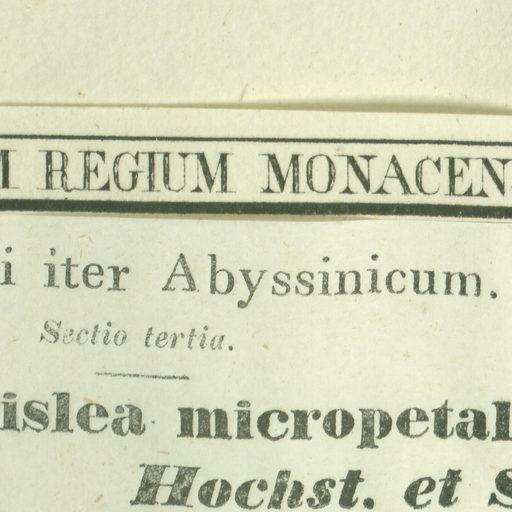 REGIUM MONACEN
i iter Abyssinicum.
Sectio tertia.
islea micropetal
Hochst. et S